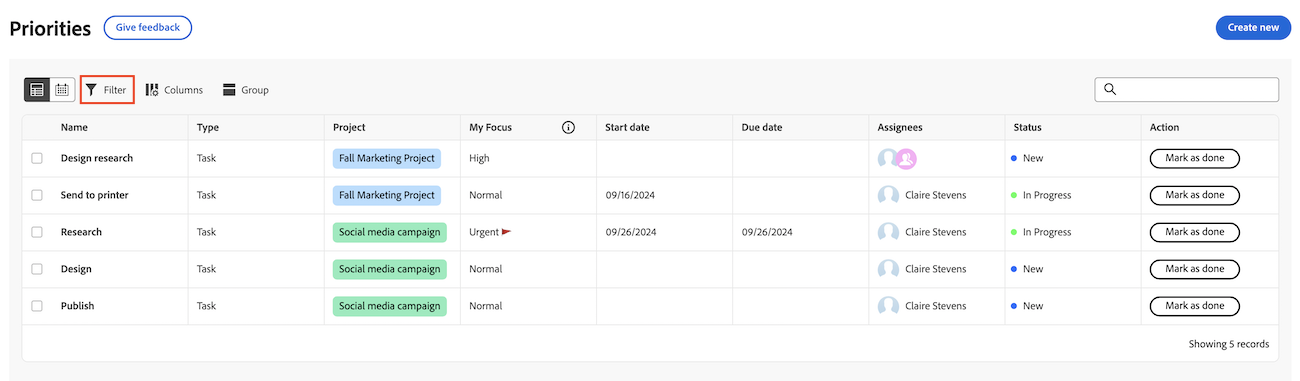 Priorities Give feedback Create new
Filter Columns Group
Name Type Project My Focus Start date Due date Assignees Status Action
Design research Task Fall Marketing Project High New Mark as done
Send to printer Task Fall Marketing Project Normal 09/16/2024 Claire Stevens In Progress Mark as done
Research Task Social media campaign Urgent 09/26/2024 09/26/2024 Claire Stevens In Progress Mark as done
Design Task Social media campaign Normal Claire Stevens New Mark as done
Publish Task Social media campaign Normal Claire Stevens New Mark as done
Showing 5 records